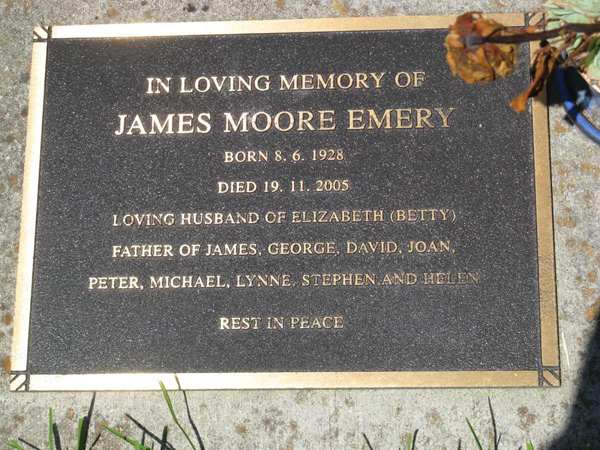 IN LOVING MEMORY OF
JAMES MOORE EMERY
BORN 8. 6. 1928
DIED 19. 11. 2005
LOVING HUSBAND OF ELIZABETH (BETTY)
FATHER OF JAMES, GEORGE, DAVID, JOAN,
PETER, MICHAEL, LYNNE, STEPHEN AND HELEN
REST IN PEACE